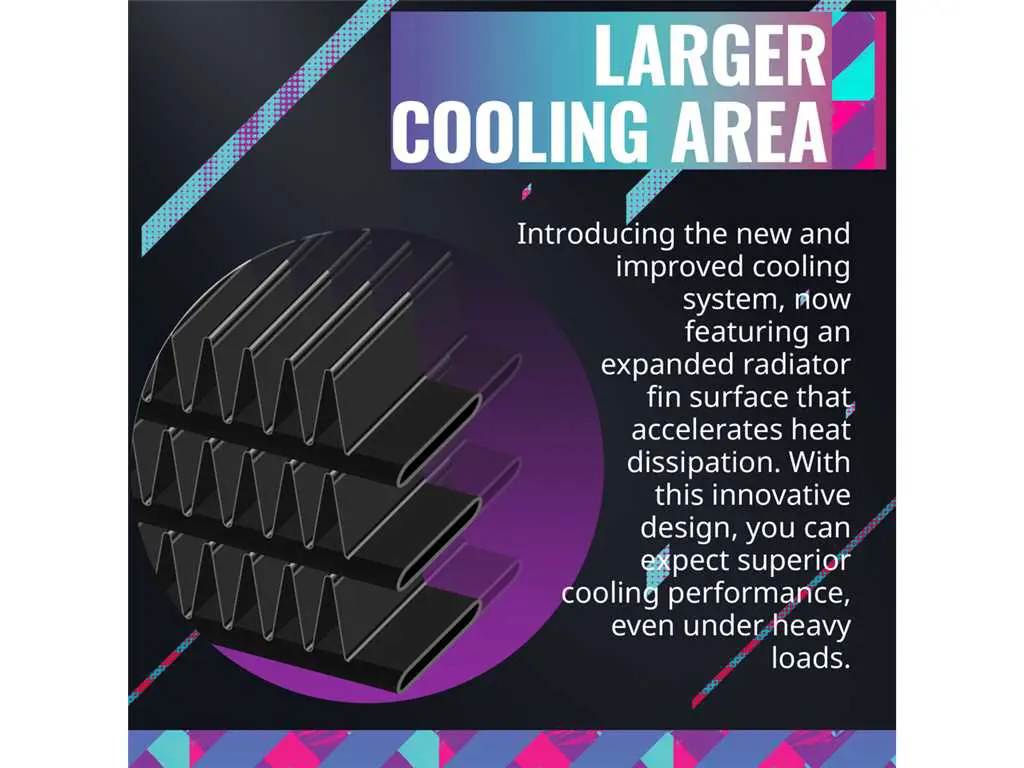 LARGER
COOLING AREA
Introducing the new and
improved cooling
system, now
featuring an
expanded radiator
fin surface that
accelerates heat
dissipation. With
this innovative
design, you can
expect superior
cooling performance,
even under heavy
loads.